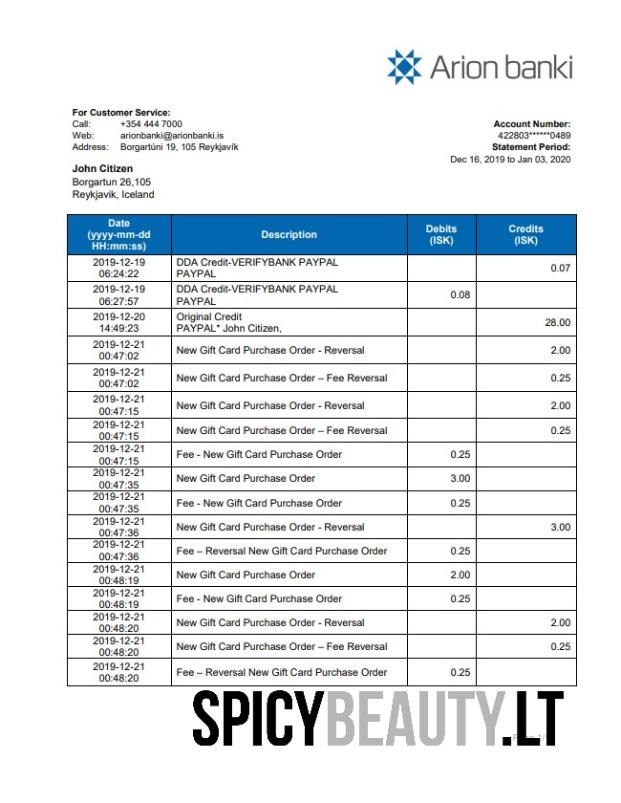 Arion banki
For Customer Service:
Call: +354 444 7000
Web: arionbanki@arionbanki.is
Address: Borgartúni 19, 105 Reykjavík
Account Number:
422803******0489
Statement Period:
Dec 16, 2019 to Jan 03, 2020
John Citizen
Borgartun 26,105
Reykjavik, Iceland
Date (yyyy-mm-dd HH:mm:ss) Description Debits (ISK) Credits (ISK)
2019-12-19 06:24:22 DDA Credit-VERIFYBANK PAYPAL PAYPAL 0.07
2019-12-19 06:27:57 DDA Credit-VERIFYBANK PAYPAL PAYPAL 0.08
2019-12-20 14:49:23 Original Credit PAYPAL* John Citizen, 28.00
2019-12-21 00:47:02 New Gift Card Purchase Order - Reversal 2.00
2019-12-21 00:47:02 New Gift Card Purchase Order – Fee Reversal 0.25
2019-12-21 00:47:15 New Gift Card Purchase Order - Reversal 2.00
2019-12-21 00:47:15 New Gift Card Purchase Order – Fee Reversal 0.25
2019-12-21 00:47:15 Fee - New Gift Card Purchase Order 0.25
2019-12-21 00:47:35 New Gift Card Purchase Order 3.00
2019-12-21 00:47:35 Fee - New Gift Card Purchase Order 0.25
2019-12-21 00:47:36 New Gift Card Purchase Order - Reversal 3.00
2019-12-21 00:47:36 Fee – Reversal New Gift Card Purchase Order 0.25
2019-12-21 00:48:19 New Gift Card Purchase Order 2.00
2019-12-21 00:48:19 Fee - New Gift Card Purchase Order 0.25
2019-12-21 00:48:20 New Gift Card Purchase Order - Reversal 2.00
2019-12-21 00:48:20 New Gift Card Purchase Order – Fee Reversal 0.25
2019-12-21 00:48:20 Fee – Reversal New Gift Card Purchase Order 0.25
SPICYBEAUTY.LT